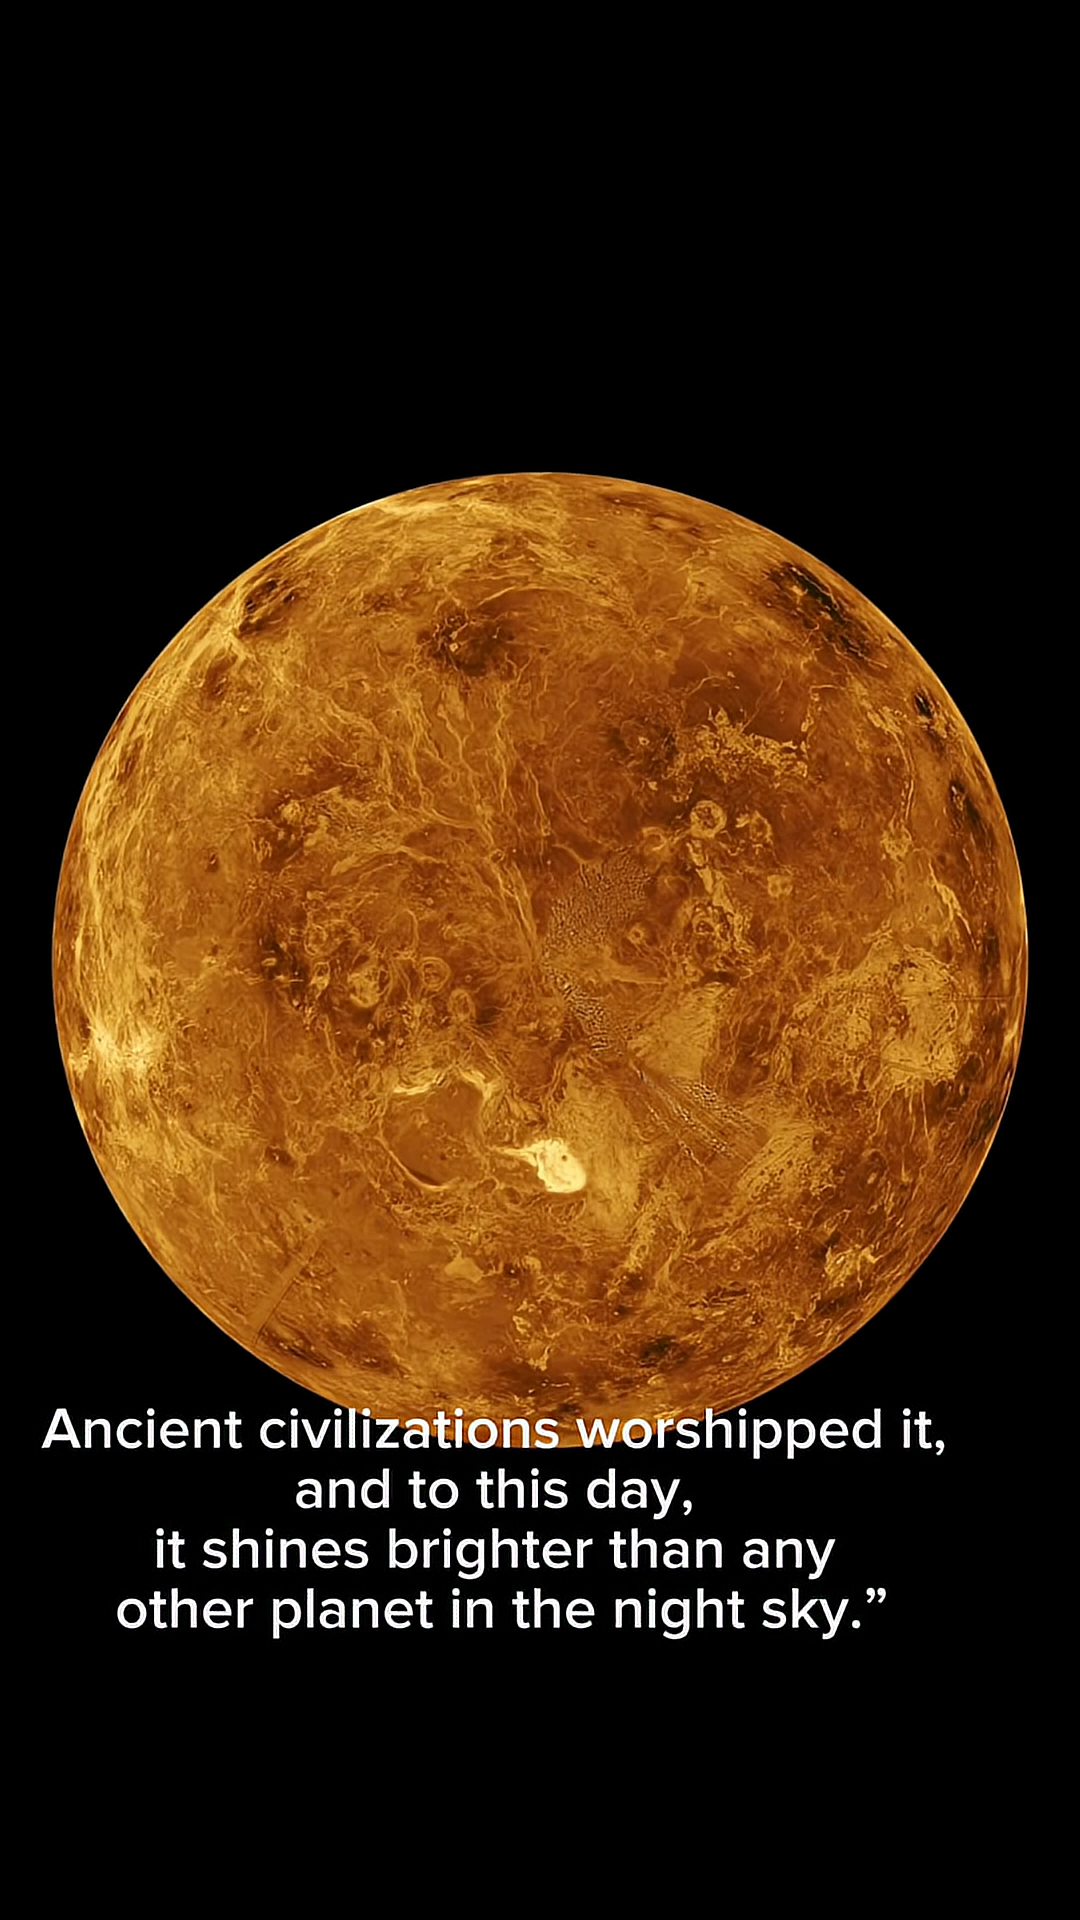 Ancient civilizations worshipped it,
and to this day,
it shines brighter than any
other planet in the night sky.”